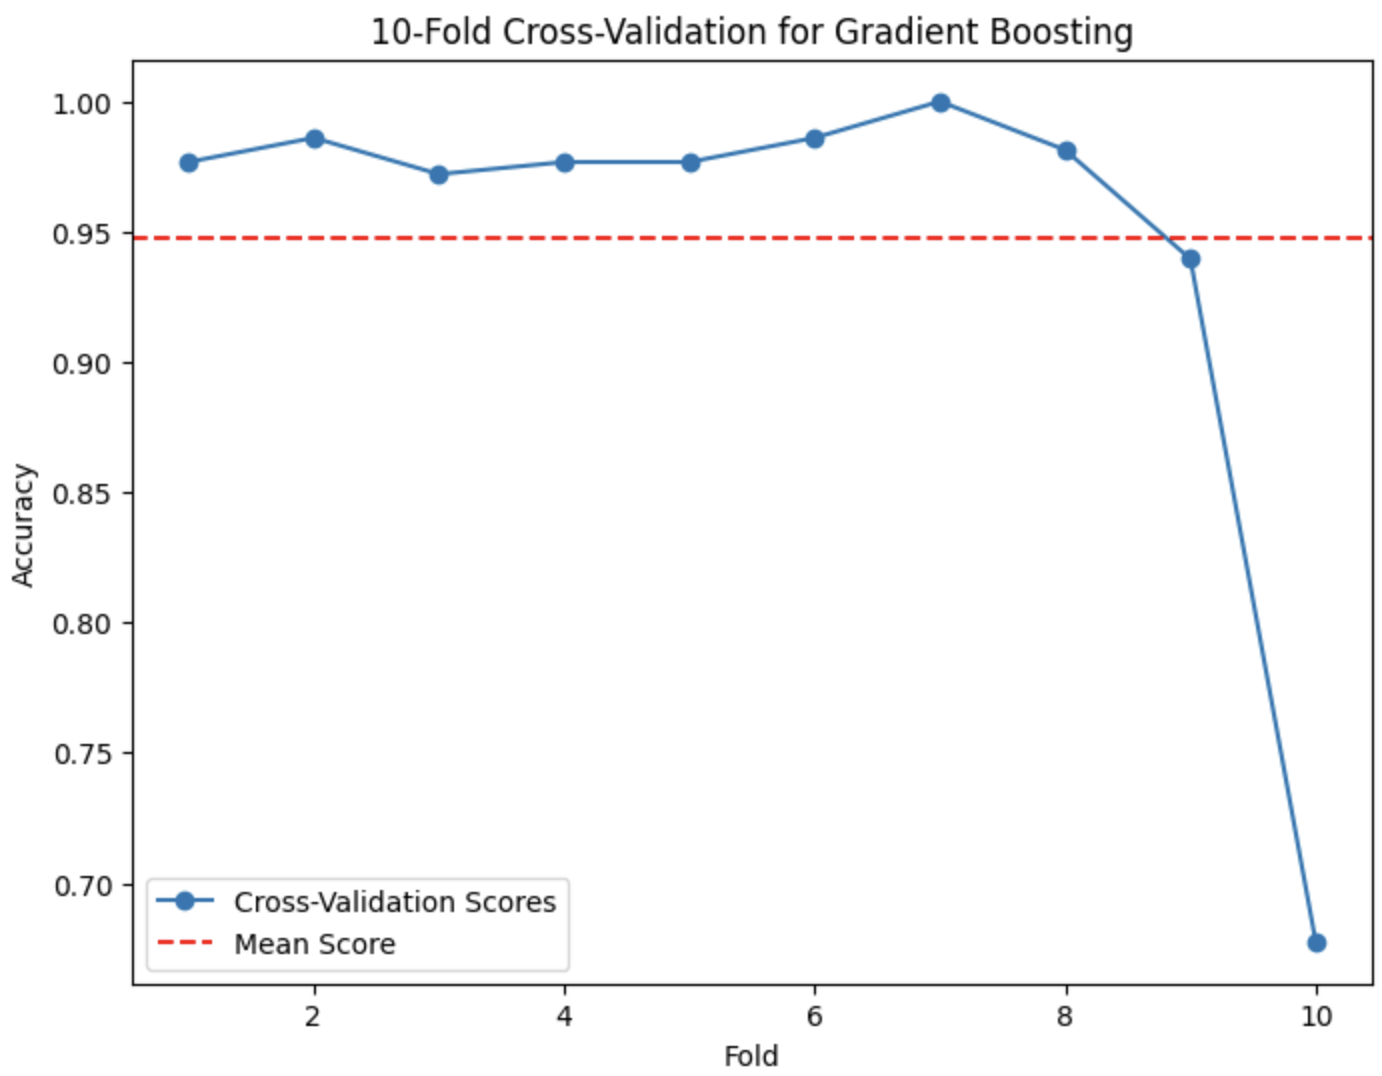 10-Fold Cross-Validation for Gradient Boosting
1.00
0.95
0.90
0.85
0.80
0.75
0.70
Accuracy
Cross-Validation Scores
Mean Score
2 4 6 8 10
Fold